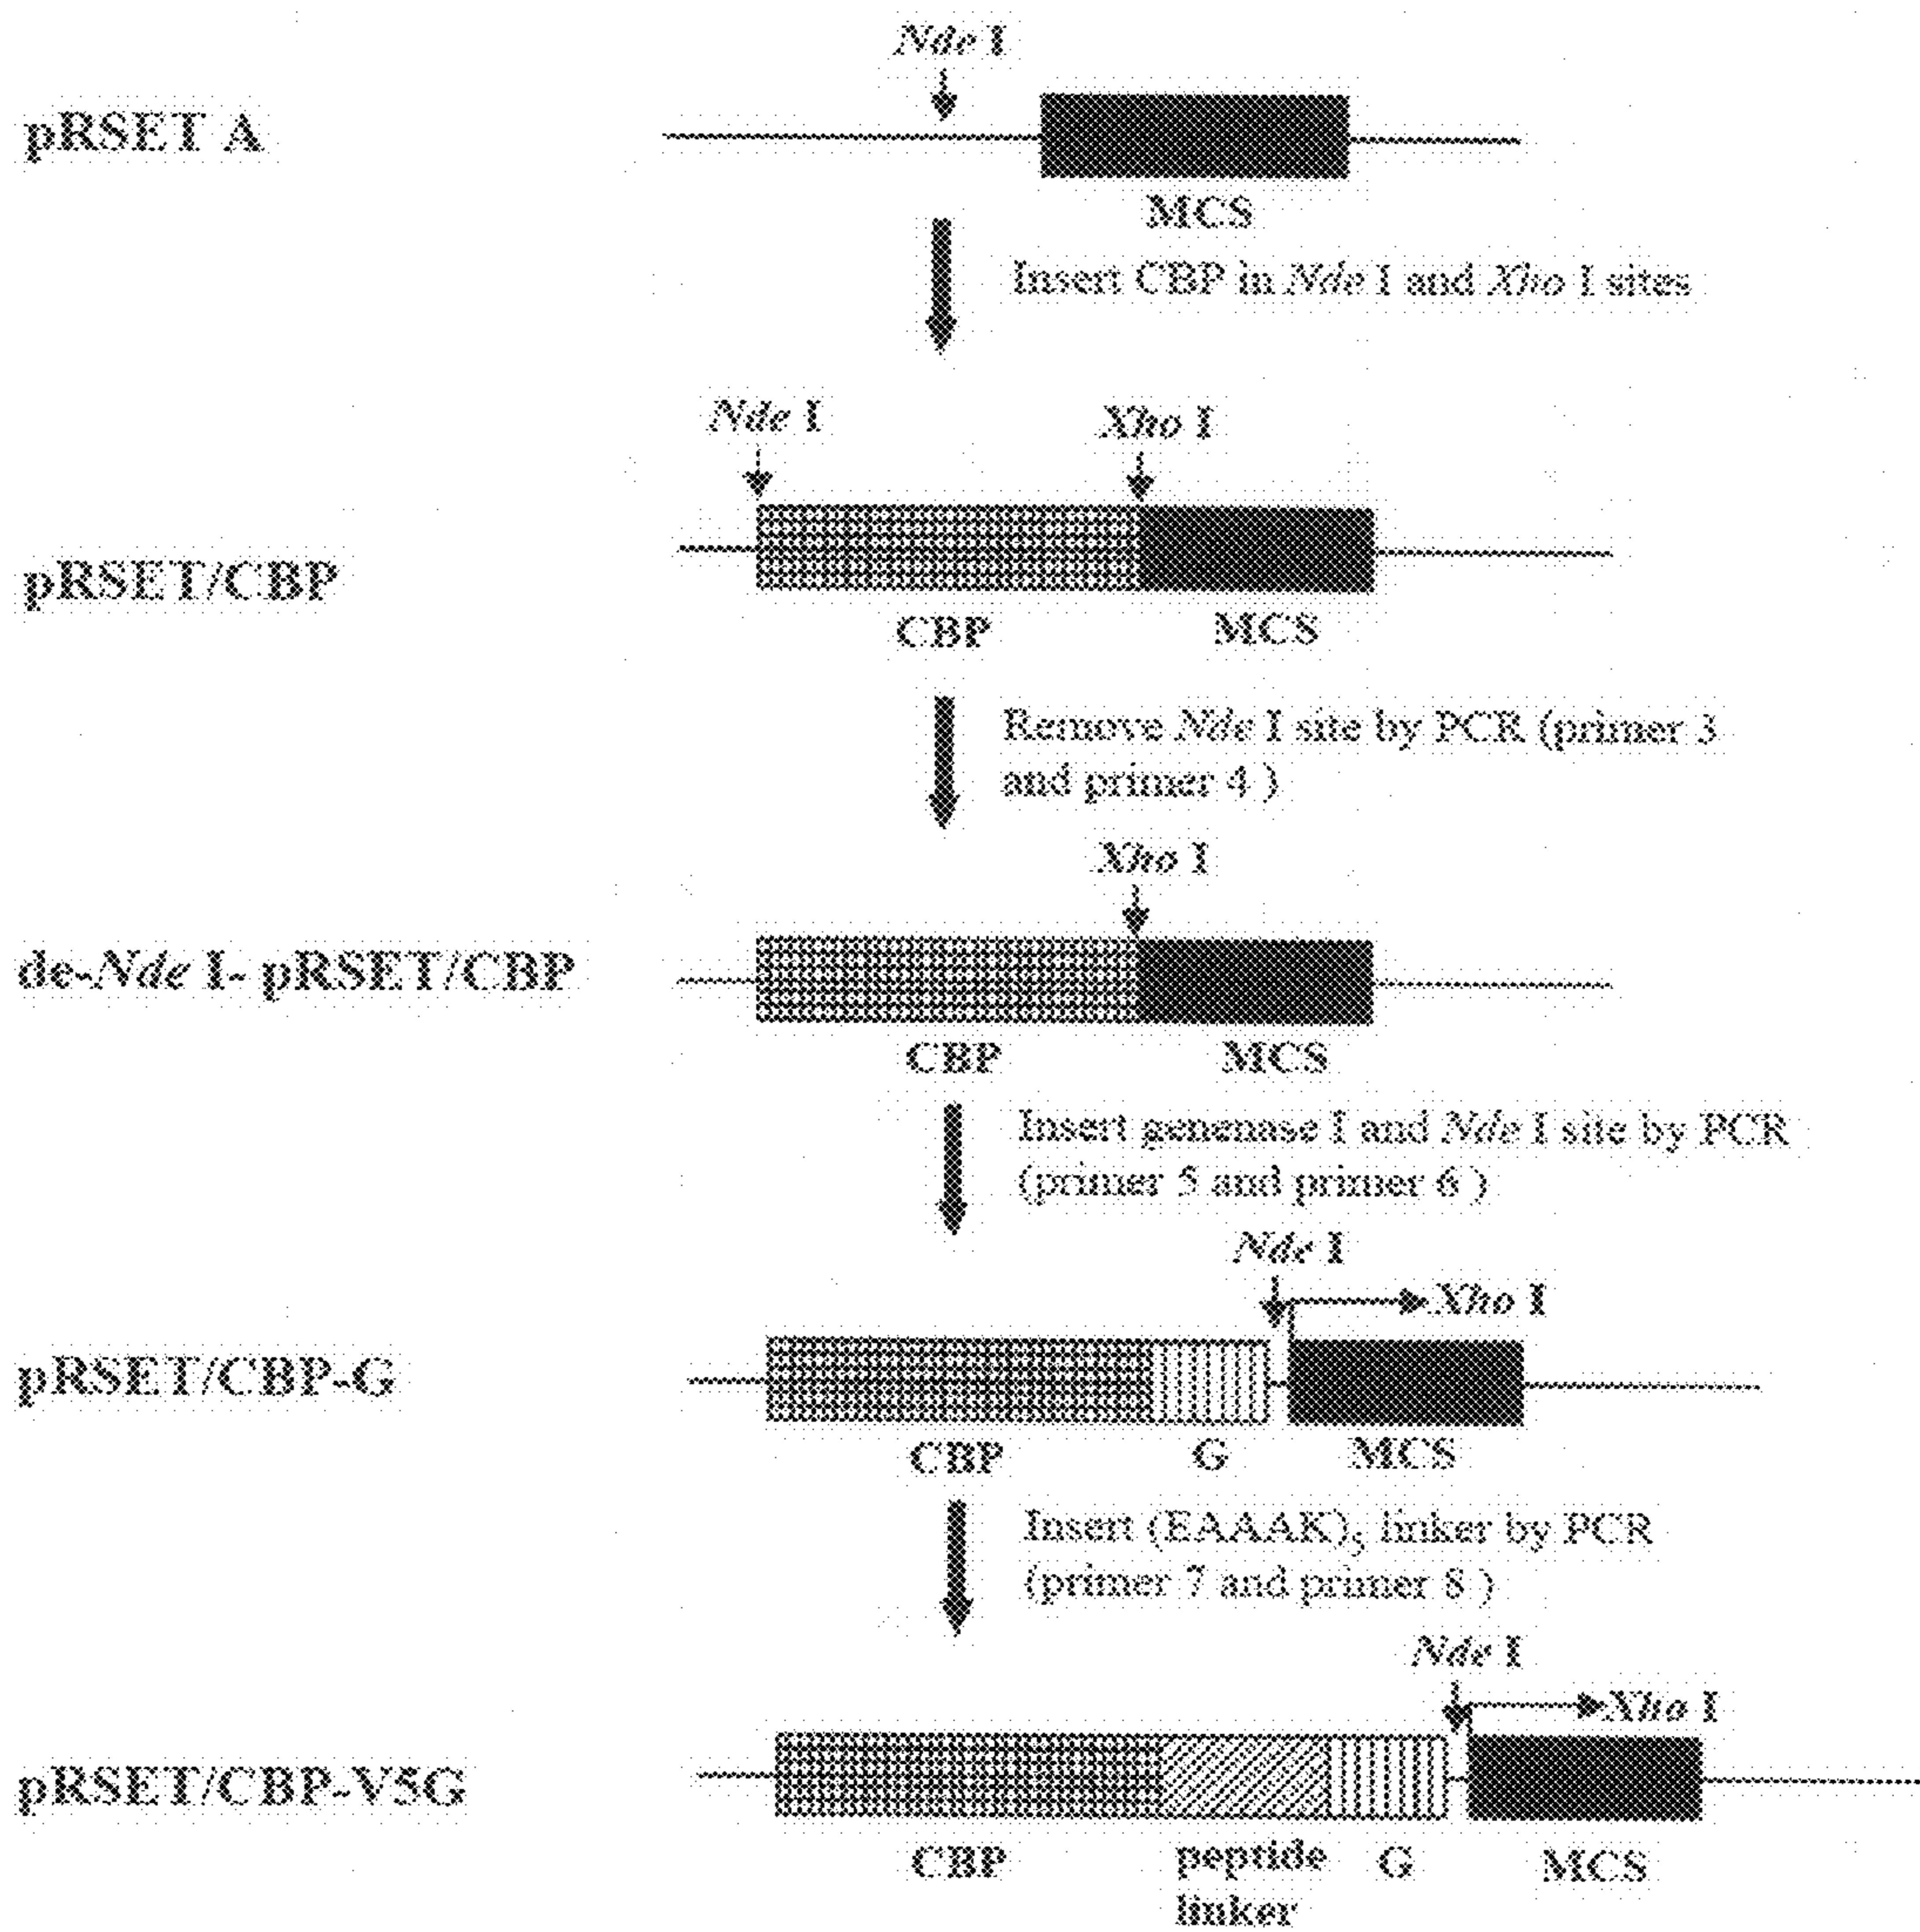 Nde I
pRSET A
MCS
Insert CBP in Nde I and Xho I sites
Nde I
Xho I
pRSET/CBP
CBP
MCS
Remove Nde I site by PCR (primer 3
and primer 4 )
Xho I
de-Nde I- pRSET/CBP
CBP
MCS
Insert genenase I and Nde I site by PCR
(primer 5 and primer 6 )
Nde I
Xho I
pRSET/CBP-G
CBP
G
MCS
Insert (EAAAK)5 linker by PCR
(primer 7 and primer 8 )
Nde I
Xho I
pRSET/CBP-V5G
CBP
peptide
linker
G
MCS